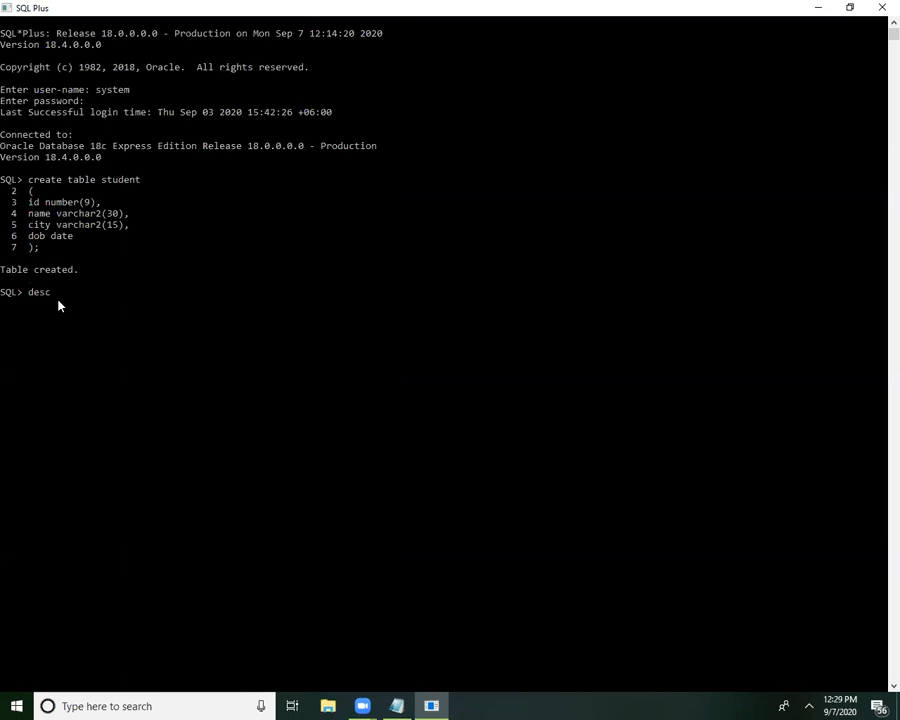 SQL Plus
SQL*Plus: Release 18.0.0.0.0 - Production on Mon Sep 7 12:14:20 2020
Version 18.4.0.0.0
Copyright (c) 1982, 2018, Oracle.  All rights reserved.
Enter user-name: system
Enter password:
Last Successful login time: Thu Sep 03 2020 15:42:26 +06:00
Connected to:
Oracle Database 18c Express Edition Release 18.0.0.0.0 - Production
Version 18.4.0.0.0
SQL> create table student
2  (
3  id number(9),
4  name varchar2(30),
5  city varchar2(15),
6  dob date
7  );
Table created.
SQL> desc
Type here to search
12:29 PM
9/7/2020
56